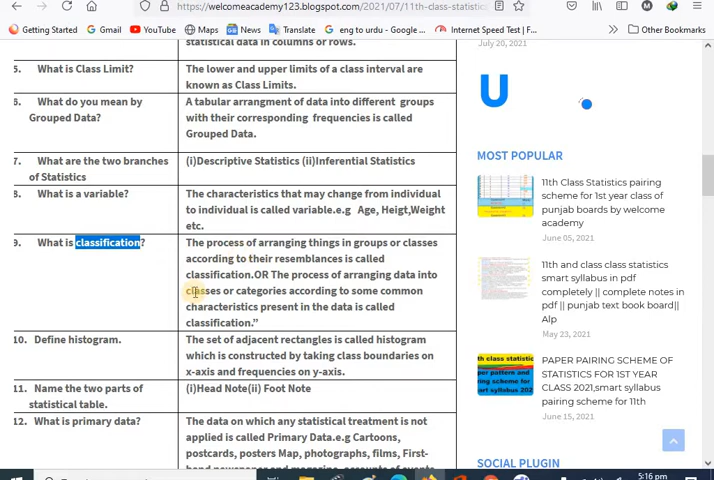 https://welcomeacademy123.blogspot.com/2021/07/11th-class-statistics
Getting Started Gmail YouTube Maps News Translate eng to urdu - Google... Internet Speed Test | F... Other Bookmarks
statistical data in columns or rows.
5. What is Class Limit?
The lower and upper limits of a class interval are
known as Class Limits.
6. What do you mean by
Grouped Data?
A tabular arrangment of data into different groups
with their corresponding frequencies is called
Grouped Data.
7. What are the two branches
of Statistics
(i)Descriptive Statistics (ii)Inferential Statistics
8. What is a variable?
The characteristics that may change from individual
to individual is called variable.e.g Age, Heigt,Weight
etc.
9. What is classification?
The process of arranging things in groups or classes
according to their resemblances is called
classification.OR The process of arranging data into
classes or categories according to some common
characteristics present in the data is called
classification.”
10. Define histogram.
The set of adjacent rectangles is called histogram
which is constructed by taking class boundaries on
x-axis and frequencies on y-axis.
11. Name the two parts of
statistical table.
(i)Head Note(ii) Foot Note
12. What is primary data?
The data on which any statistical treatment is not
applied is called Primary Data.e.g Cartoons,
postcards, posters Map, photographs, films, First-
July 20, 2021
U
MOST POPULAR
11th Class Statistics pairing
scheme for 1st year class of
punjab boards by welcome
academy
June 05, 2021
11th and class class statistics
smart syllabus in pdf
completely || complete notes in
pdf || punjab text book board||
Alp
May 23, 2021
PAPER PAIRING SCHEME OF
STATISTICS FOR 1ST YEAR
CLASS 2021,smart syllabus
pairing scheme for 11th
June 15, 2021
SOCIAL PLUGIN
5:16 pm